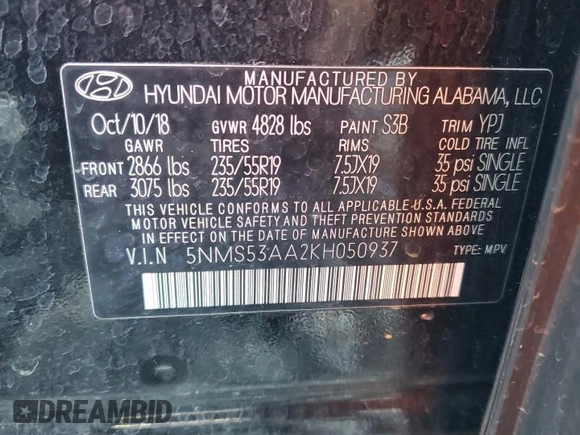 MANUFACTURED BY
HYUNDAI MOTOR MANUFACTURING ALABAMA, LLC
Oct/10/18 GVWR 4828 lbs PAINT S3B TRIM YPJ
GAWR TIRES RIMS COLD TIRE INFL
FRONT 2866 lbs 235/55R19 7.5JX19 35 psi SINGLE
REAR 3075 lbs 235/55R19 7.5JX19 35 psi SINGLE
THIS VEHICLE CONFORMS TO ALL APPLICABLE U.S.A. FEDERAL
MOTOR VEHICLE SAFETY AND THEFT PREVENTION STANDARDS
IN EFFECT ON THE DATE OF MANUFACTURE SHOWN ABOVE.
V.I.N 5NMS53AA2KH050937 TYPE: MPV
DREAMBID